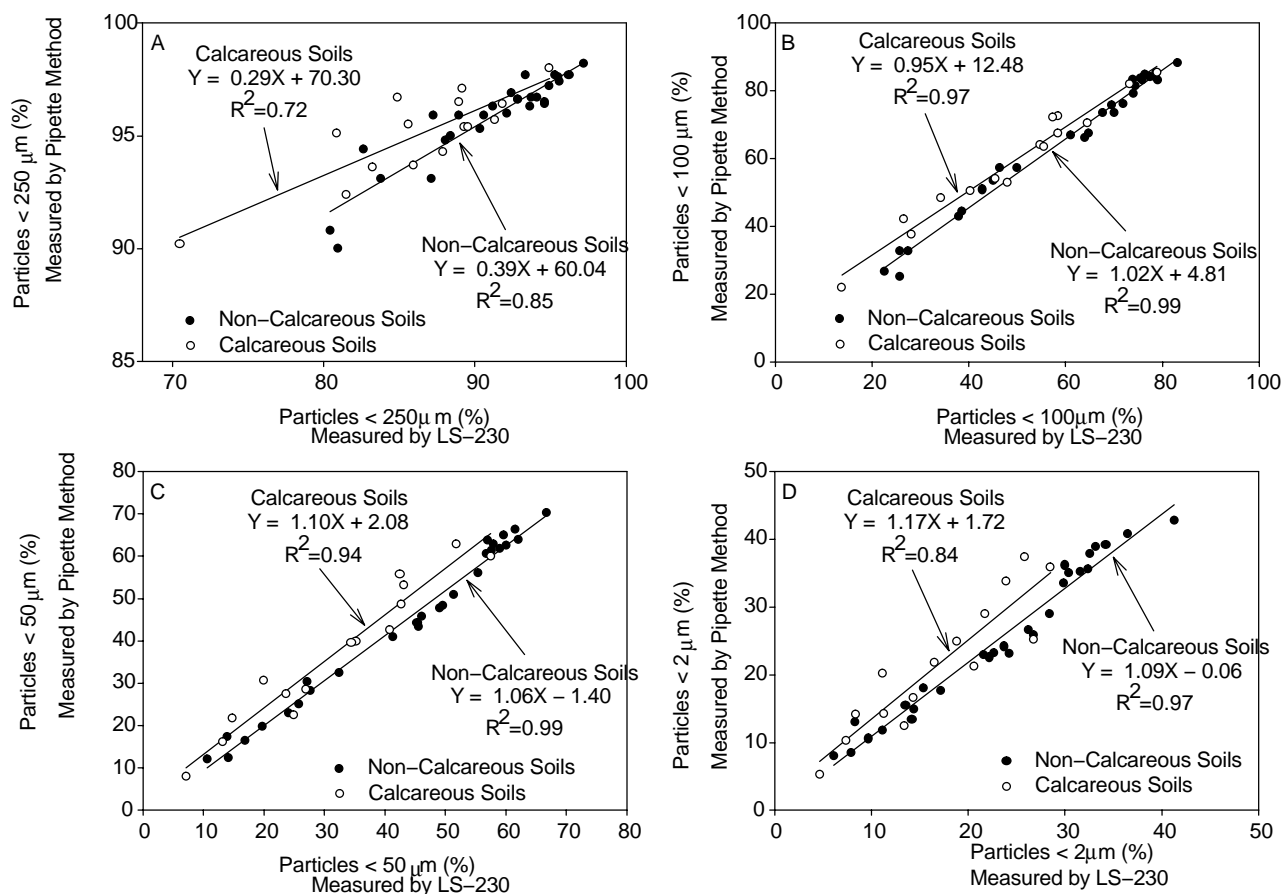 A
Particles < 250 μm (%)
Measured by Pipette Method
100
95
90
85
Calcareous Soils
Y = 0.29X + 70.30
R2=0.72
Non−Calcareous Soils
Y = 0.39X + 60.04
R2=0.85
Non−Calcareous Soils
Calcareous Soils
70 80 90 100
Particles < 250μm (%)
Measured by LS−230
B
Particles < 100 μm (%)
Measured by Pipette Method
100
80
60
40
20
0
Calcareous Soils
Y = 0.95X + 12.48
R2=0.97
Non−Calcareous Soils
Y = 1.02X + 4.81
R2=0.99
Non−Calcareous Soils
Calcareous Soils
0 20 40 60 80 100
Particles < 100μm (%)
Measured by LS−230
C
Particles < 50 μm (%)
Measured by Pipette Method
80
70
60
50
40
30
20
10
0
Calcareous Soils
Y = 1.10X + 2.08
R2=0.94
Non−Calcareous Soils
Y = 1.06X − 1.40
R2=0.99
Non−Calcareous Soils
Calcareous Soils
0 10 20 30 40 50 60 70 80
Particles < 50 μm (%)
Measured by LS−230
D
Particles < 2 μm (%)
Measured by Pipette Method
50
40
30
20
10
0
Calcareous Soils
Y = 1.17X + 1.72
R2=0.84
Non−Calcareous Soils
Y = 1.09X − 0.06
R2=0.97
Non−Calcareous Soils
Calcareous Soils
0 10 20 30 40 50
Particles < 2μm (%)
Measured by LS−230